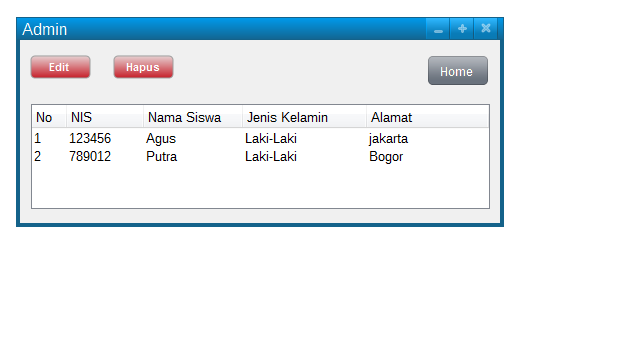 Admin
Edit Hapus Home
No NIS Nama Siswa Jenis Kelamin Alamat
1 123456 Agus Laki-Laki jakarta
2 789012 Putra Laki-Laki Bogor